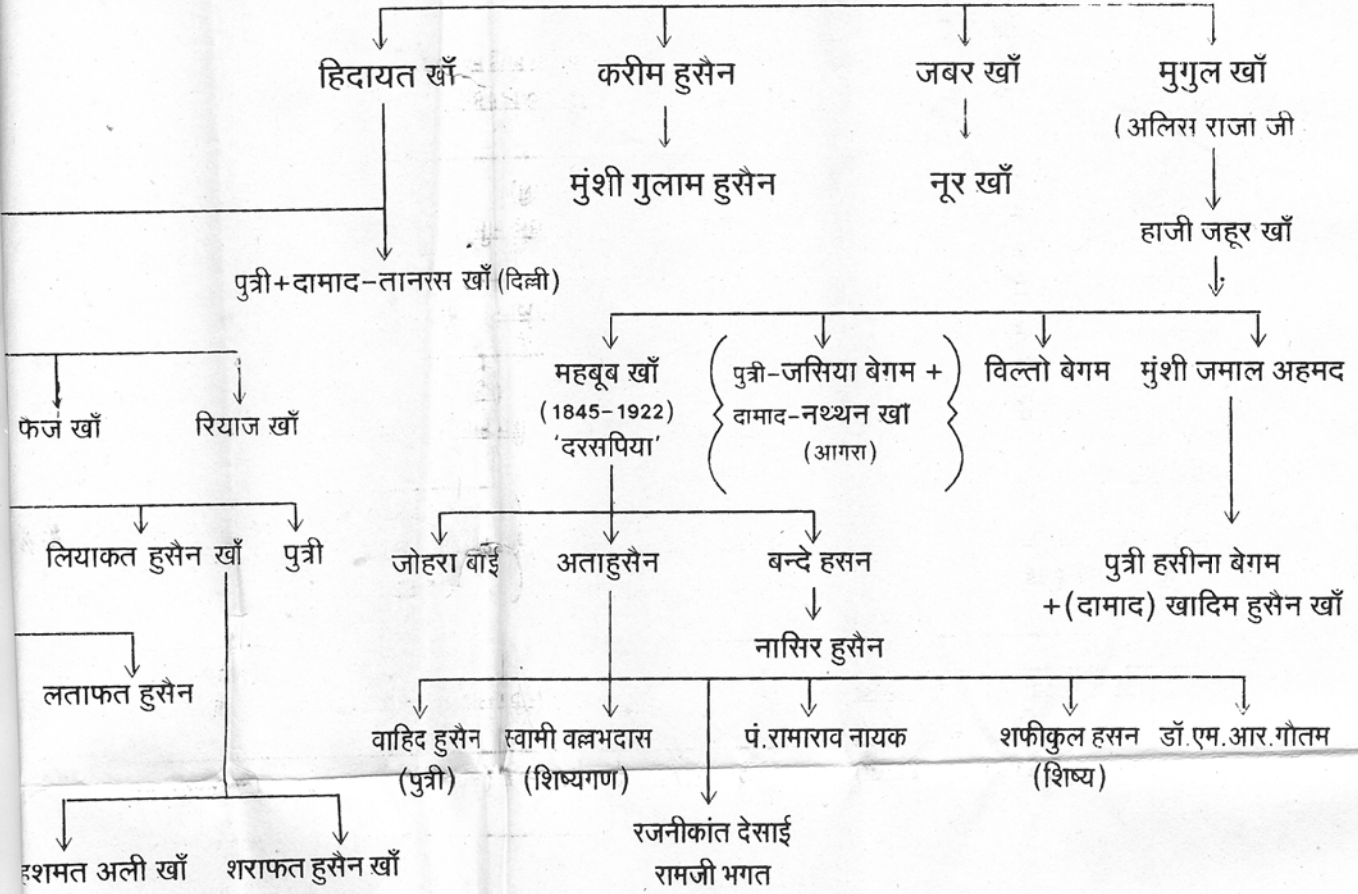 हिदायत खाँ करीम हुसैन जबर खाँ मुगुल खाँ
(अलिस राजा जी
मुंशी गुलाम हुसैन नूर खाँ
हाजी जहूर खाँ
पुत्री+दामाद-तानरस खाँ (दिल्ली)
महबूब खाँ पुत्री-जसिया बेगम + विल्तो बेगम मुंशी जमाल अहमद
(1845-1922) दामाद-नथ्थन खाँ
फैज खाँ रियाज खाँ 'दरसपिया' (आगरा)
लियाकत हुसैन खाँ पुत्री जोहरा बाई अताहुसैन बन्दे हसन पुत्री हसीना बेगम
+(दामाद) खादिम हुसैन खाँ
नासिर हुसैन
लताफत हुसैन
वाहिद हुसैन स्वामी वल्लभदास पं.रामाराव नायक शफीकुल हसन डॉ.एम.आर.गौतम
(पुत्री) (शिष्यगण) (शिष्य)
रजनीकांत देसाई
हशमत अली खाँ शराफत हुसैन खाँ रामजी भगत